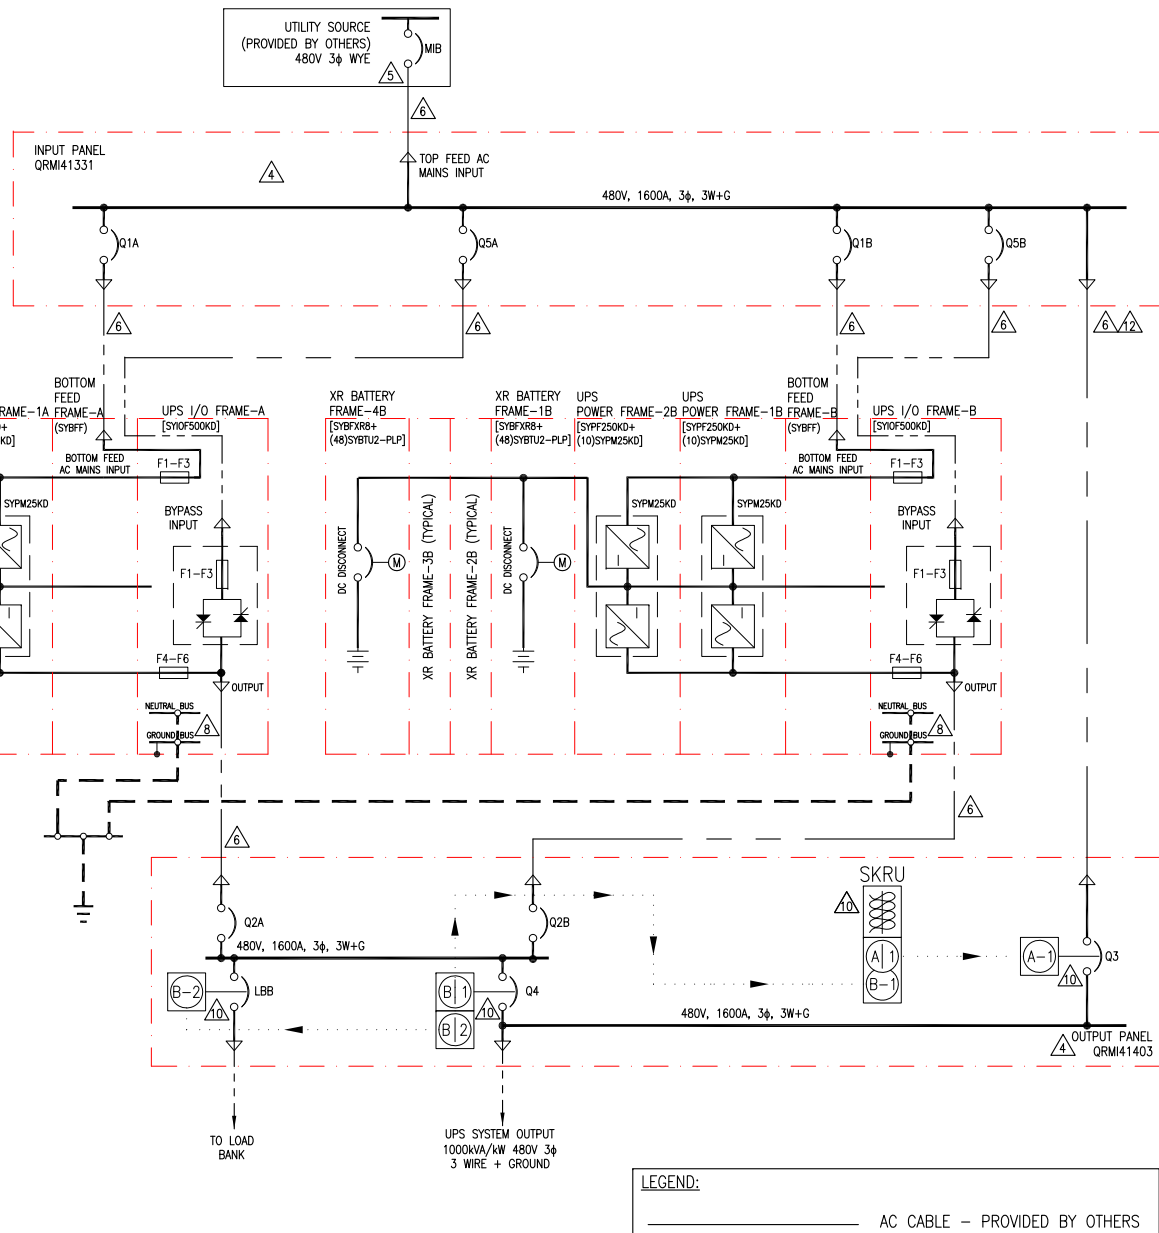 UTILITY SOURCE
(PROVIDED BY OTHERS)
480V 3ϕ WYE
MIB
5
6
INPUT PANEL
QRMI41331
4
TOP FEED AC
MAINS INPUT
480V, 1600A, 3ϕ, 3W+G
Q1A
Q5A
Q1B
Q5B
6
6
6
6
6
12
RAME-1A
D+
KD]
BOTTOM
FEED
FRAME-A
(SYBFF)
UPS I/O FRAME-A
[SYIOF500KD]
XR BATTERY
FRAME-4B
[SYBFXR8+
(48)SYBTU2-PLP]
XR BATTERY
FRAME-1B
[SYBFXR8+
(48)SYBTU2-PLP]
UPS
POWER FRAME-2B
[SYPF250KD+
(10)SYPM25KD]
UPS
POWER FRAME-1B
[SYPF250KD+
(10)SYPM25KD]
BOTTOM
FEED
FRAME-B
(SYBFF)
UPS I/O FRAME-B
[SYIOF500KD]
BOTTOM FEED
AC MAINS INPUT
F1-F3
BOTTOM FEED
AC MAINS INPUT
F1-F3
SYPM25KD
SYPM25KD
SYPM25KD
BYPASS
INPUT
BYPASS
INPUT
DC DISCONNECT
M
XR BATTERY FRAME-3B (TYPICAL)
XR BATTERY FRAME-2B (TYPICAL)
DC DISCONNECT
M
F1-F3
F1-F3
F4-F6
F4-F6
OUTPUT
OUTPUT
NEUTRAL BUS
GROUND BUS
8
NEUTRAL BUS
GROUND BUS
8
6
6
SKRU
10
A 1
B-1
Q2A
Q2B
480V, 1600A, 3ϕ, 3W+G
A-1
Q3
10
B-2
LBB
10
B 1
B 2
Q4
10
480V, 1600A, 3ϕ, 3W+G
4
OUTPUT PANEL
QRMI41403
TO LOAD
BANK
UPS SYSTEM OUTPUT
1000kVA/kW 480V 3ϕ
3 WIRE + GROUND
LEGEND:
AC CABLE – PROVIDED BY OTHERS